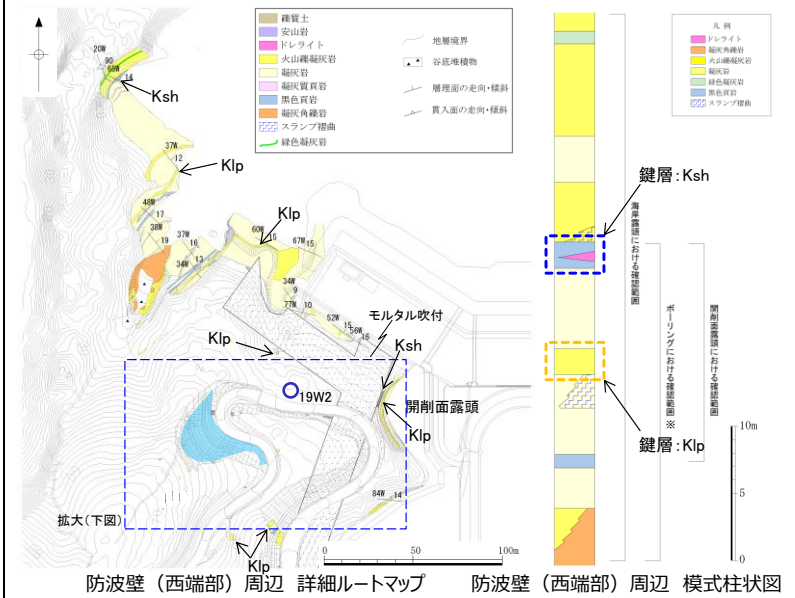 礫質土
安山岩
ドレライト
火山礫凝灰岩
凝灰岩
凝灰質頁岩
黒色頁岩
凝灰角礫岩
スランプ褶曲
緑色凝灰岩
地層境界
谷底堆積物
層理面の走向・傾斜
貫入面の走向・傾斜
20W
90
65W
14
Ksh
37W
12
Klp
48W
17
38W
19
37W
16
34W
13
Klp
60W
15
67W
15
34W
9
77W
10
52W
15
56W
16
モルタル吹付
Klp
Ksh
19W2
開削面露頭
Klp
84W
14
拡大(下図)
Klp
0
50
100m
防波壁(西端部)周辺 詳細ルートマップ
凡 例
ドレライト
凝灰角礫岩
火山礫凝灰岩
凝灰岩
緑色凝灰岩
黒色頁岩
スランプ褶曲
鍵層:Ksh
海岸露頭における確認範囲
ボーリングにおける確認範囲※
開削面露頭における確認範囲
鍵層:Klp
10m
5
0
防波壁(西端部)周辺 模式柱状図